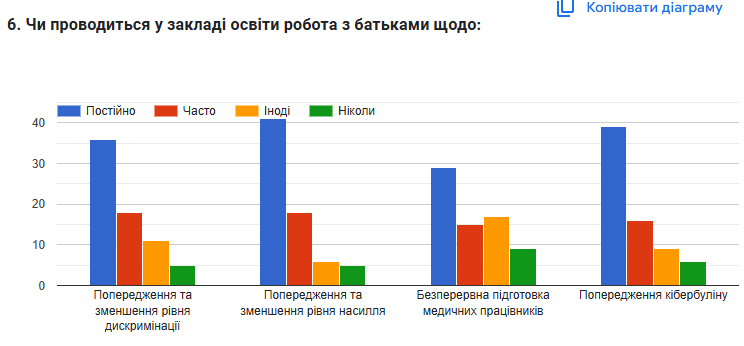 Копіювати діаграму
6. Чи проводиться у закладі освіти робота з батьками щодо:
Постійно Часто Іноді Ніколи
40
30
20
10
0
Попередження та
зменшення рівня
дискримінації
Попередження та
зменшення рівня насилля
Безперервна підготовка
медичних працівників
Попередження кібербуліну